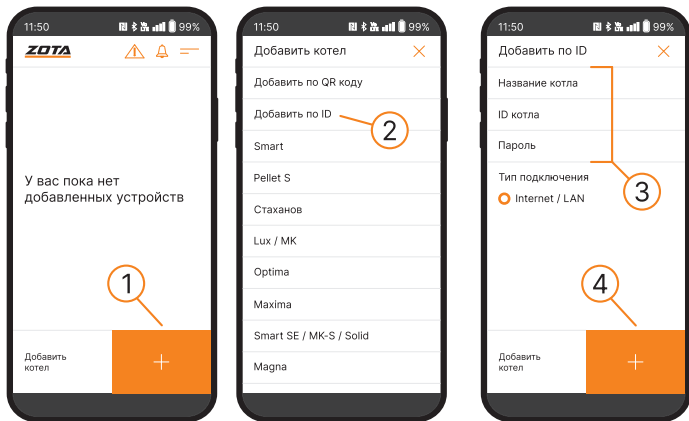 11:50
99%
ZOTA
У вас пока нет
добавленных устройств
1
Добавить
котел
+
11:50
99%
Добавить котел
Добавить по QR коду
Добавить по ID
2
Smart
Pellet S
Стаханов
Lux / MK
Optima
Maxima
Smart SE / MK-S / Solid
Magna
11:50
99%
Добавить по ID
Название котла
ID котла
Пароль
3
Тип подключения
Internet / LAN
4
Добавить
котел
+